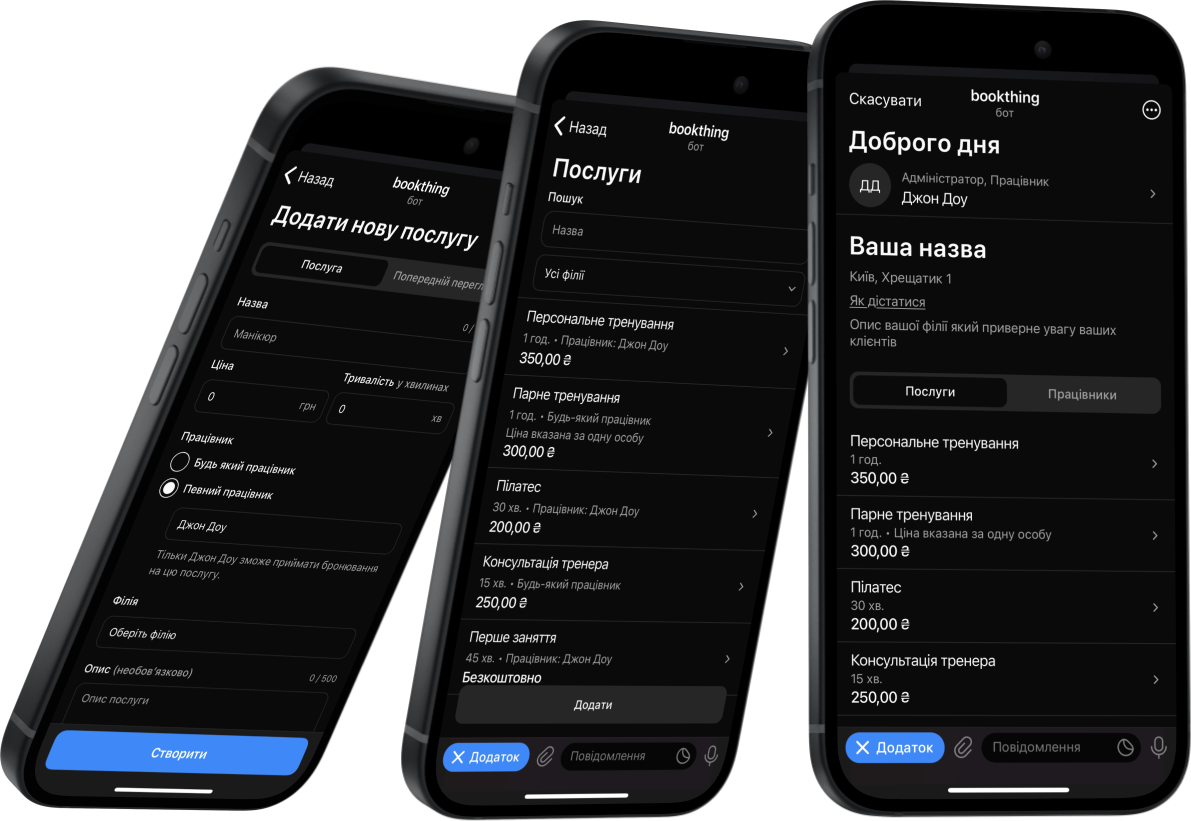 Назад
bookthing
бот
Додати нову послугу
Послуга
Попередній перегл
Назва
0 /
Манікюр
Ціна
Тривалість у хвилинах
0 грн
0 хв
Працівник
Будь який працівник
Певний працівник
Джон Доу
Тільки Джон Доу зможе приймати бронювання
на цю послугу.
Філія
Оберіть філію
Опис (необов'язково)
0 / 500
Опис послуги
Створити
Назад
bookthing
бот
Послуги
Пошук
Назва
Усі філії
Персональне тренування
1 год. • Працівник: Джон Доу
350,00 ₴
Парне тренування
1 год. • Будь-який працівник
Ціна вказана за одну особу
300,00 ₴
Пілатес
30 хв. • Працівник: Джон Доу
200,00 ₴
Консультація тренера
15 хв. • Будь-який працівник
250,00 ₴
Перше заняття
45 хв. • Працівник: Джон Доу
Безкоштовно
Додати
Додаток
Повідомлення
Скасувати
bookthing
бот
Доброго дня
ДД
Адміністратор, Працівник
Джон Доу
Ваша назва
Київ, Хрещатик 1
Як дістатися
Опис вашої філії який приверне увагу ваших
клієнтів
Послуги
Працівники
Персональне тренування
1 год.
350,00 ₴
Парне тренування
1 год. • Ціна вказана за одну особу
300,00 ₴
Пілатес
30 хв.
200,00 ₴
Консультація тренера
15 хв.
250,00 ₴
Додаток
Повідомлення